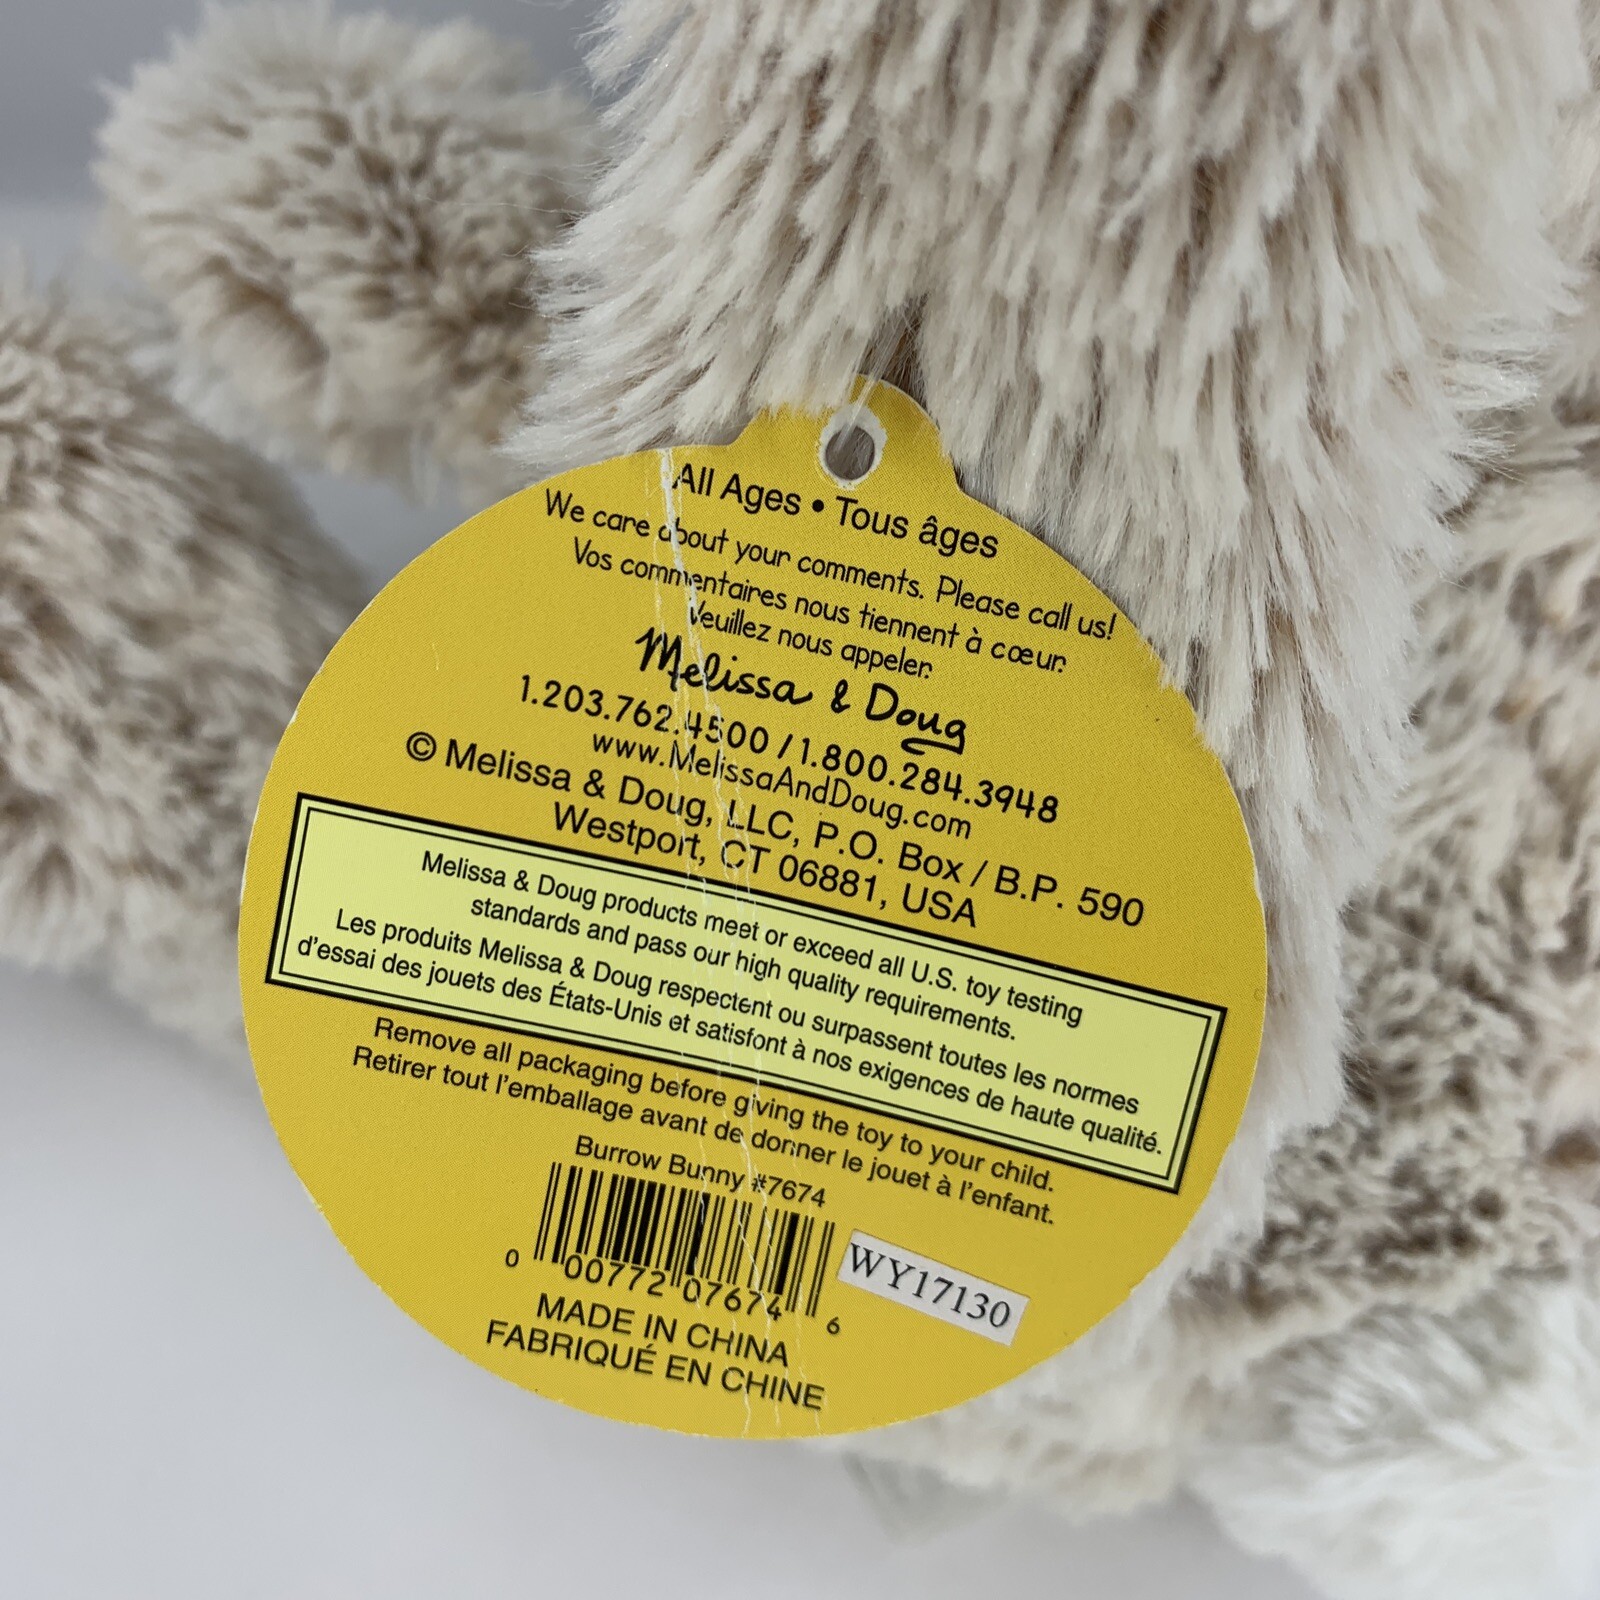 All Ages • Tous âges
We care about your comments. Please call us!
Vos commentaires nous tiennent à cœur.
Veuillez nous appeler.
Melissa & Doug
1.203.762.4500 / 1.800.284.3948
www.MelissaAndDoug.com
© Melissa & Doug, LLC, P.O. Box / B.P. 590
Westport, CT 06881, USA
Melissa & Doug products meet or exceed all U.S. toy testing
standards and pass our high quality requirements.
Les produits Melissa & Doug respectent ou surpassent toutes les normes
d'essai des jouets des États-Unis et satisfont à nos exigences de haute qualité.
Remove all packaging before giving the toy to your child.
Retirer tout l'emballage avant de donner le jouet à l'enfant.
Burrow Bunny #7674
0 00772 07674 6
WY17130
MADE IN CHINA
FABRIQUÉ EN CHINE